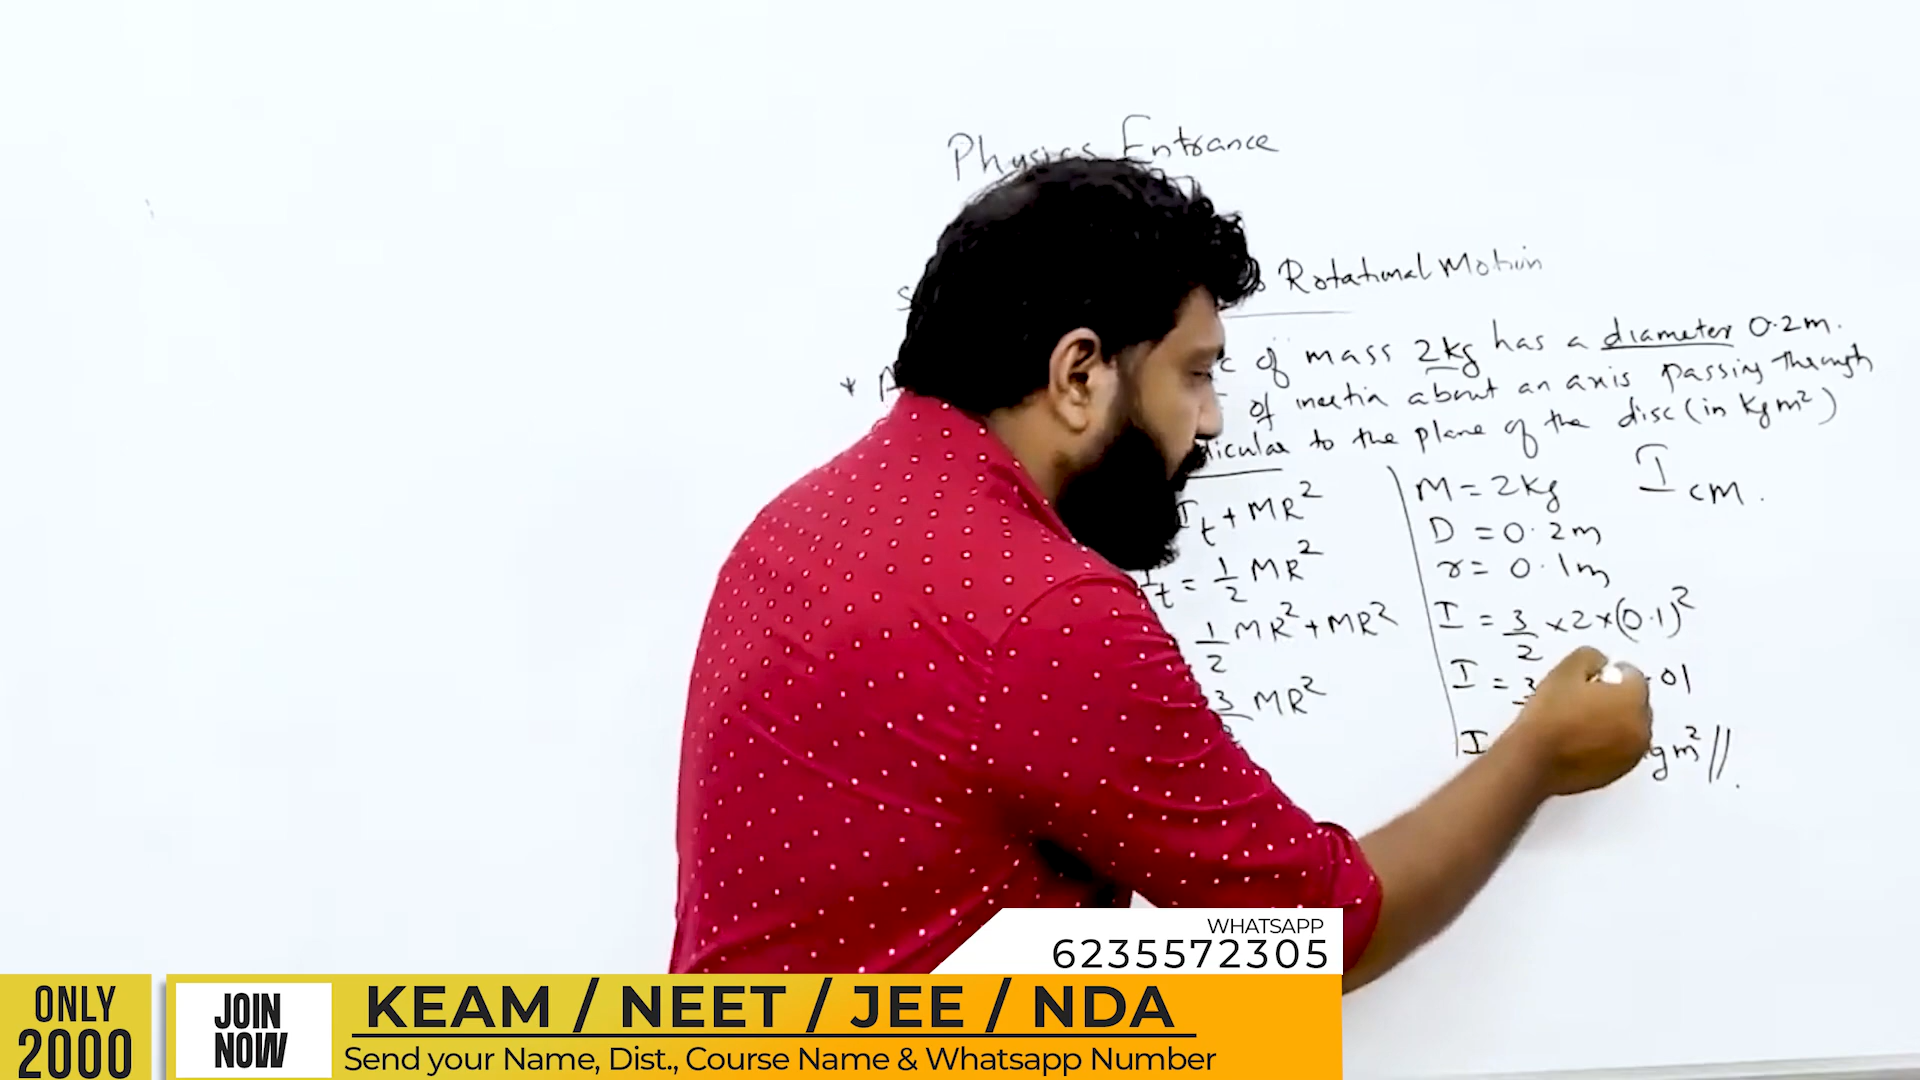 Physics Entrance
Rotational Motion
of mass 2kg has a diameter 0.2m.
of inertia about an axis passing through
to the plane of the disc (in kgm²)
I_CM.
t + MR²
t = 1/2 MR²
1/2 MR² + MR²
3 MR²
M = 2kg
D = 0.2m
r = 0.1m
I = 3/2 × 2 × (0.1)²
I = 3 01
I gm² //.
WHATSAPP
6235572305
ONLY
2000
JOIN
NOW
KEAM / NEET / JEE / NDA
Send your Name, Dist., Course Name & Whatsapp Number